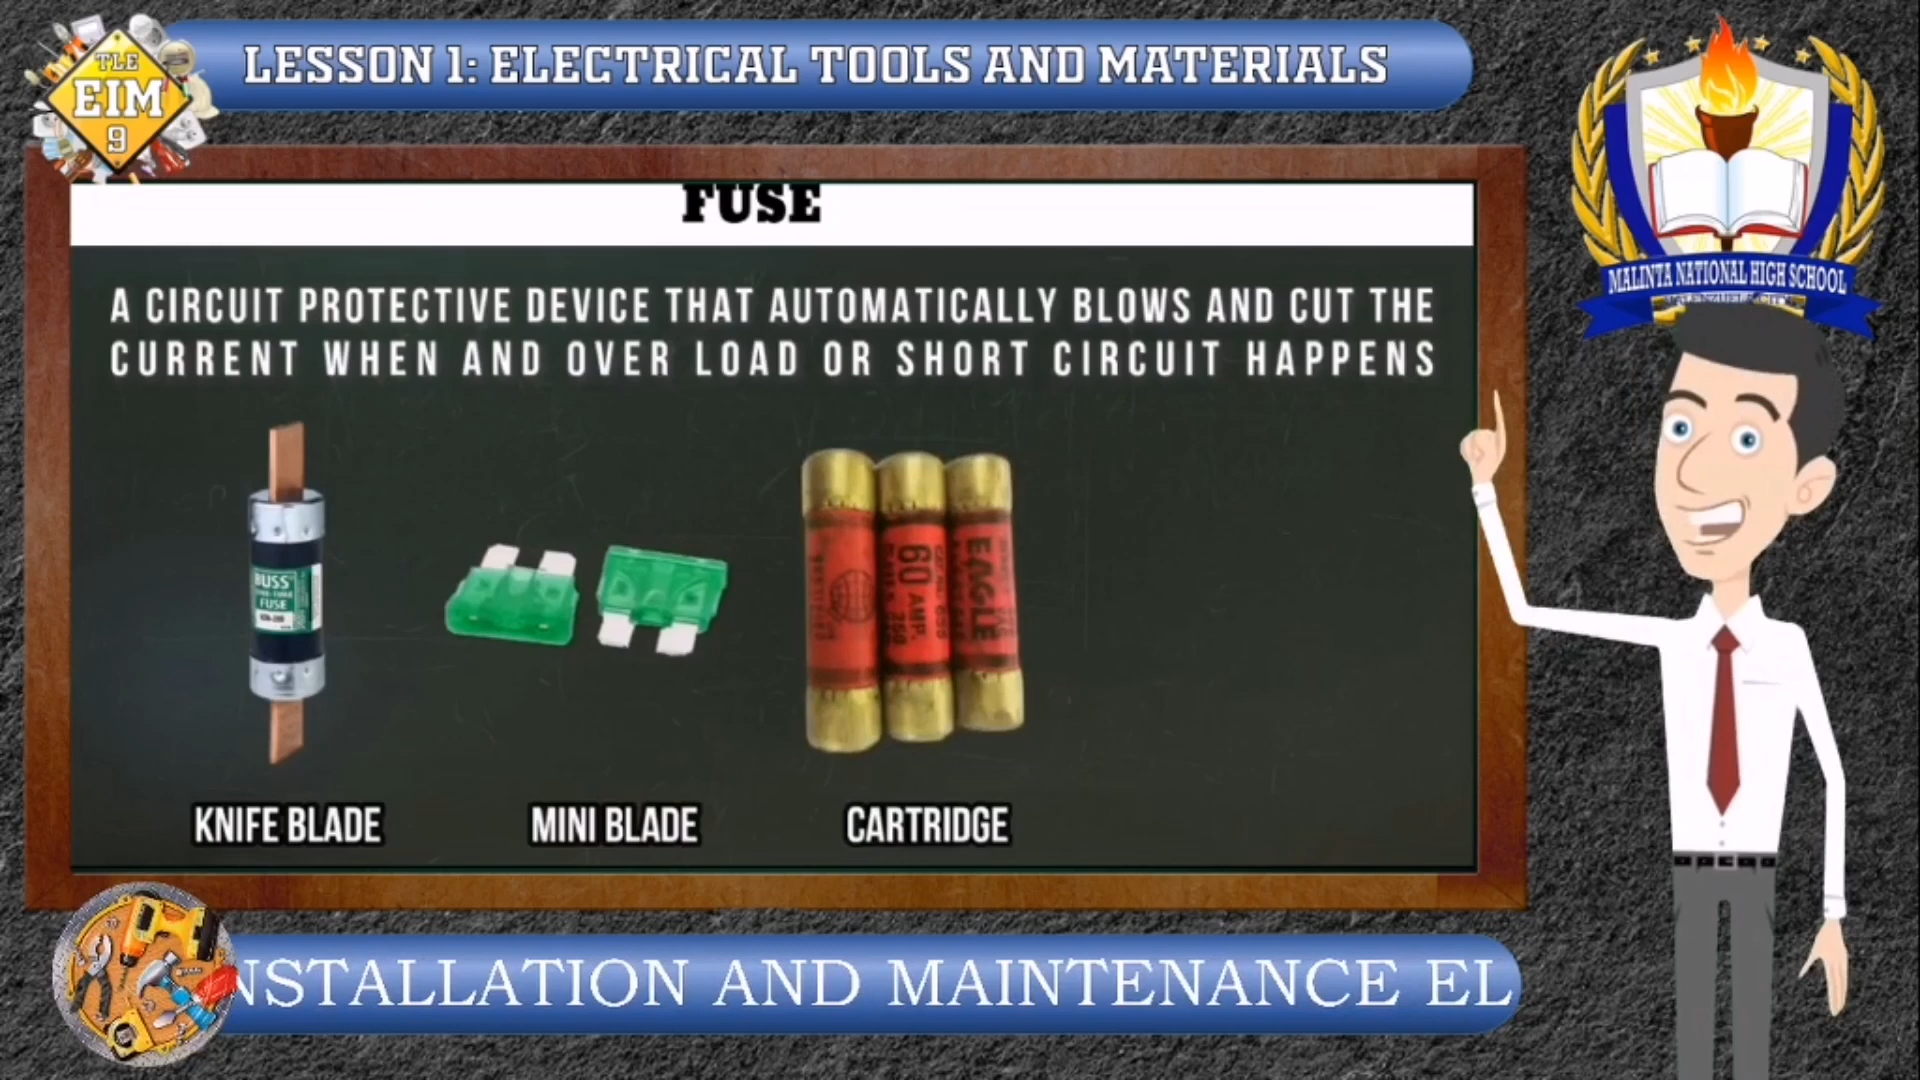 TLE
EIM
9
LESSON 1: ELECTRICAL TOOLS AND MATERIALS
MALINTA NATIONAL HIGH SCHOOL
FUSE
A CIRCUIT PROTECTIVE DEVICE THAT AUTOMATICALLY BLOWS AND CUT THE
CURRENT WHEN AND OVER LOAD OR SHORT CIRCUIT HAPPENS
BUSS
FUSE
60 AMP.
EAGLE
KNIFE BLADE
MINI BLADE
CARTRIDGE
NSTALLATION AND MAINTENANCE EL